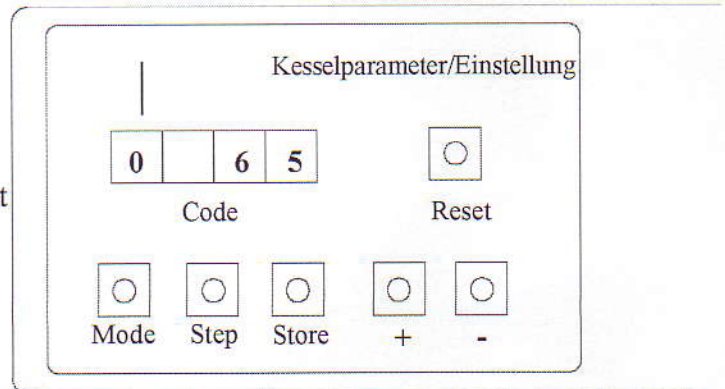 Kesselparameter/Einstellung
0 6 5
t
Code Reset
Mode Step Store + -